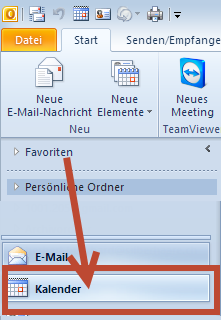 Datei Start Senden/Empfange
Neue E-Mail-Nachricht
Neue Elemente
Neues Meeting
Neu TeamViewe
Favoriten
Persönliche Ordner
E-Mail
Kalender